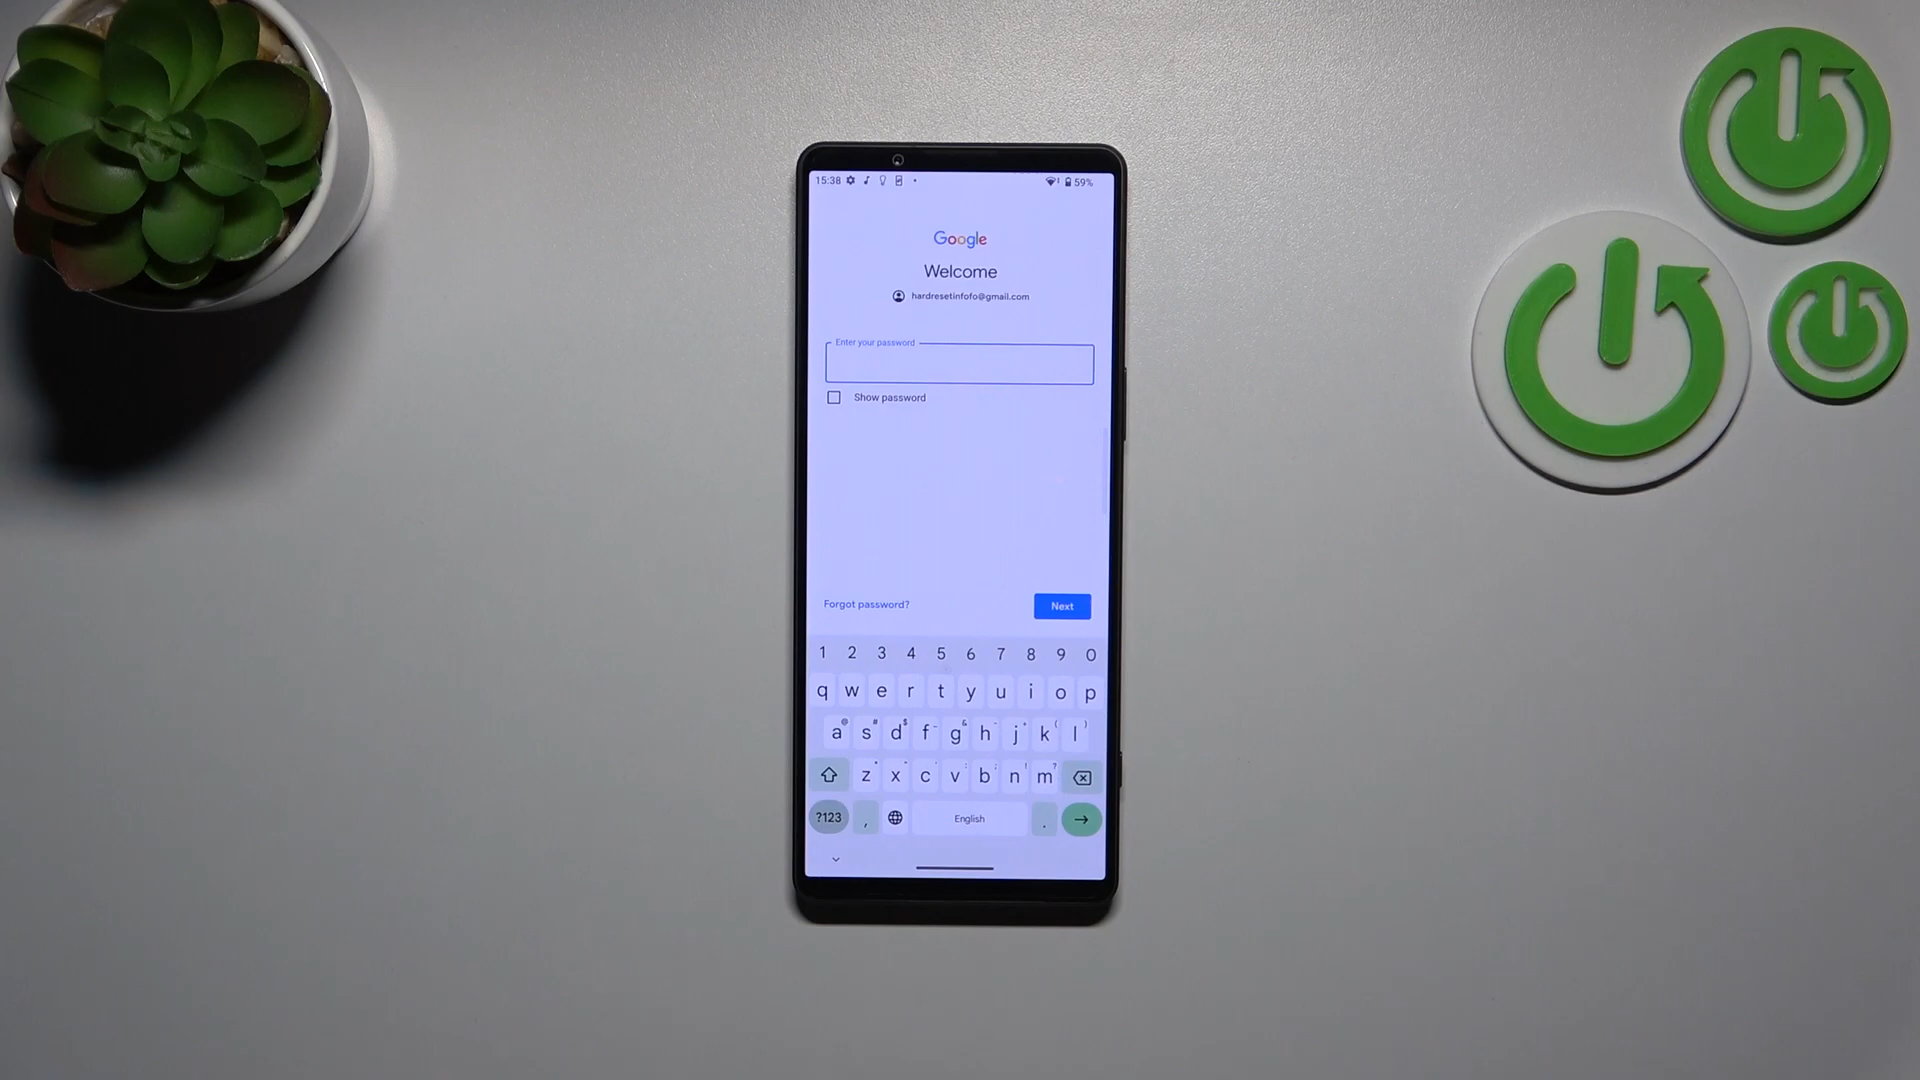 15:38 59%
Google
Welcome
hardresetinfofo@gmail.com
Enter your password
Show password
Forgot password? Next
1 2 3 4 5 6 7 8 9 0
q w e r t y u i o p
a s d f g h j k l
z x c v b n m
?123 , English .